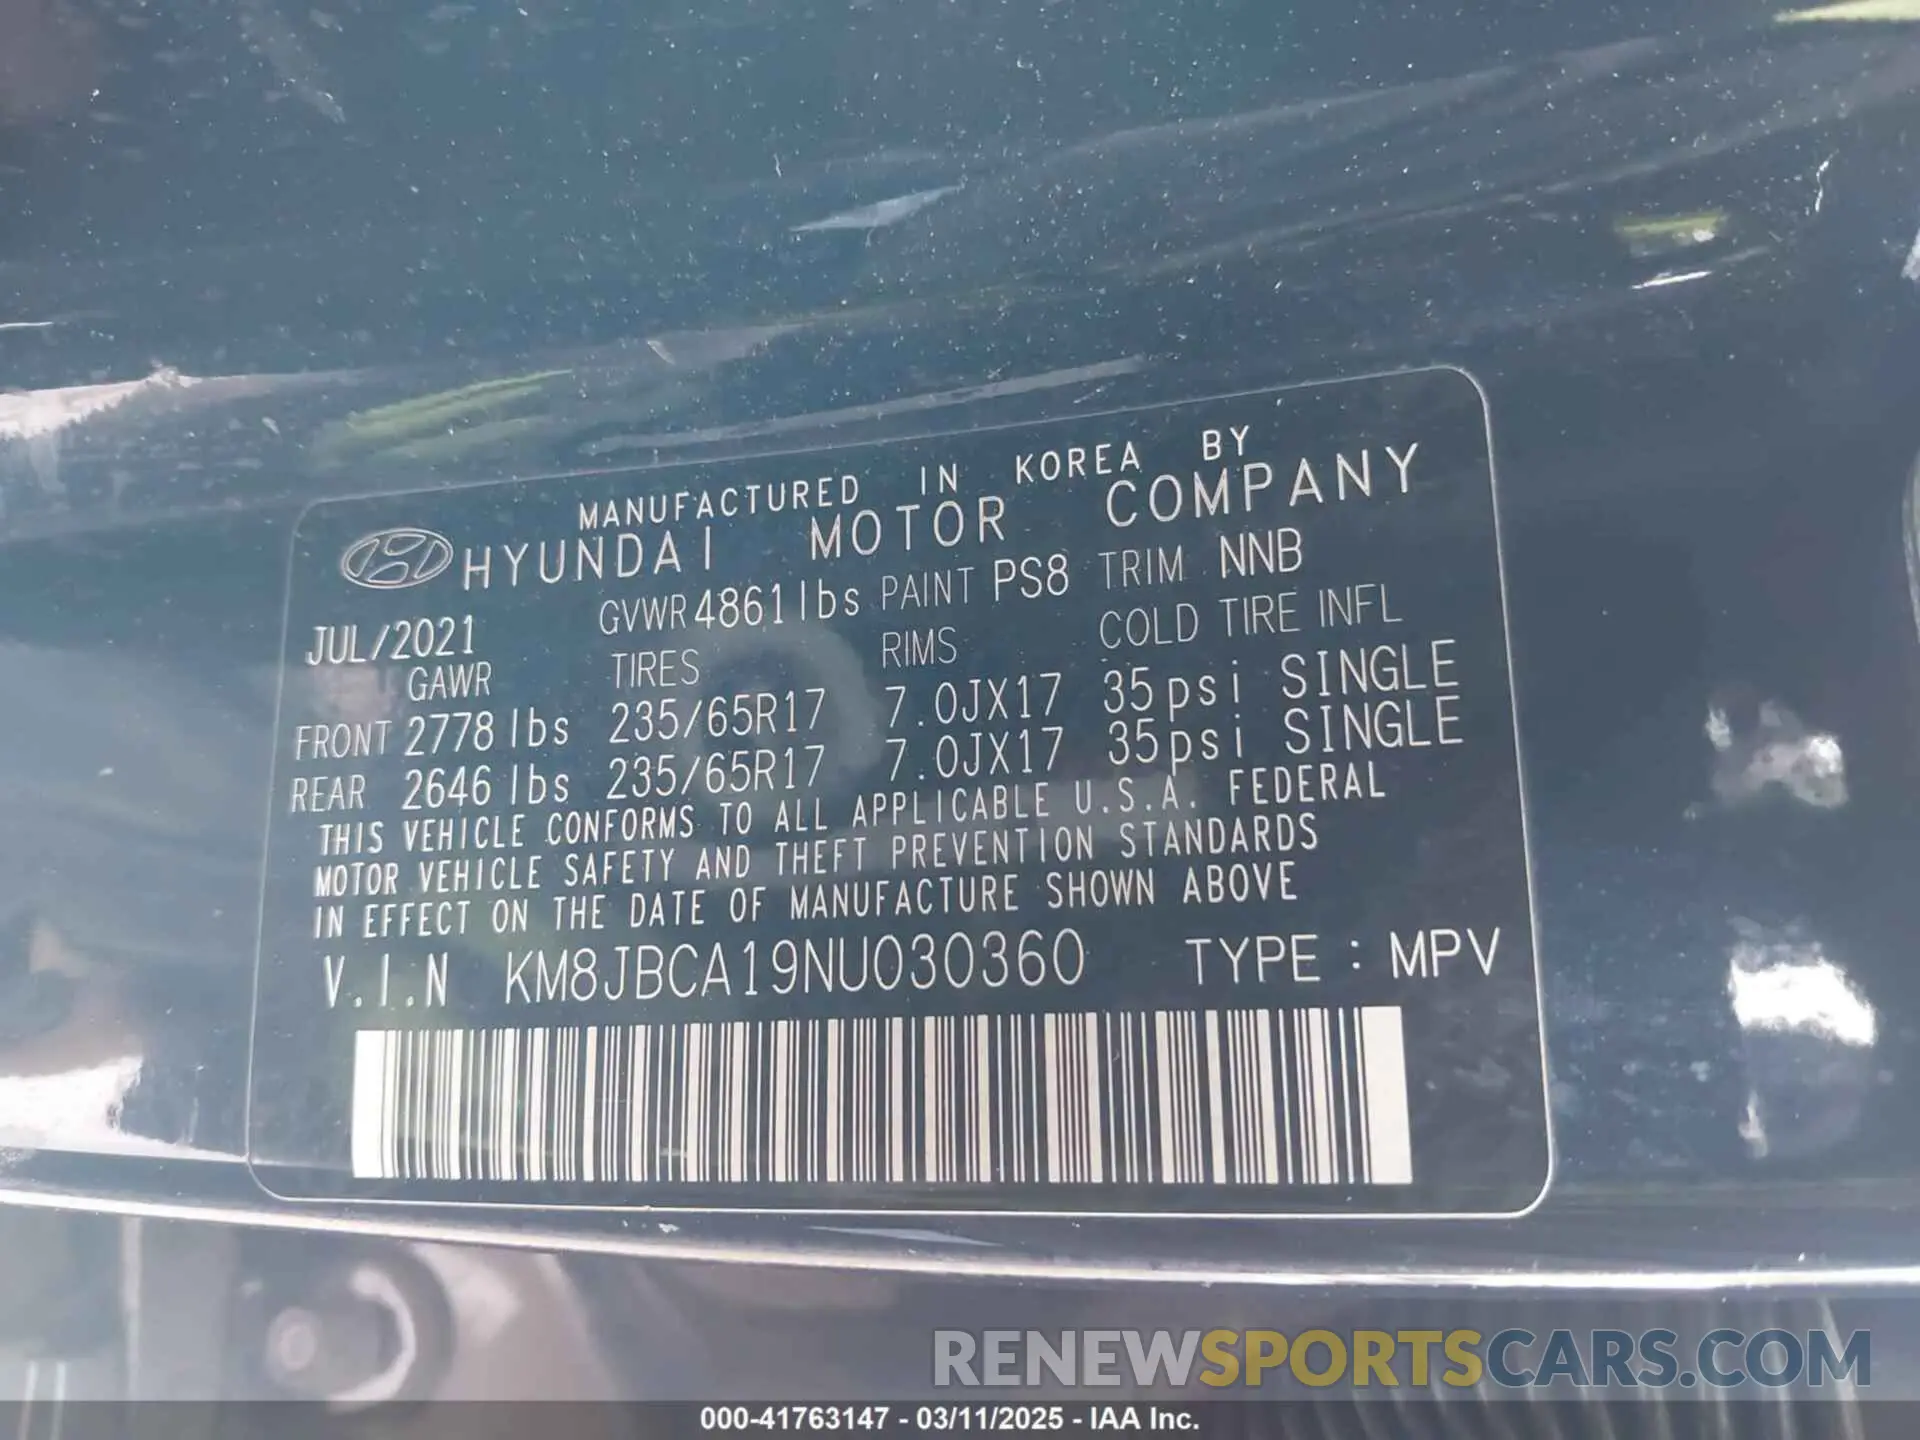 MANUFACTURED IN KOREA BY
HYUNDAI MOTOR COMPANY
JUL/2021 GVWR 4861lbs PAINT PS8 TRIM NNB
GAWR TIRES RIMS COLD TIRE INFL
FRONT 2778lbs 235/65R17 7.0JX17 35psi SINGLE
REAR 2646lbs 235/65R17 7.0JX17 35psi SINGLE
THIS VEHICLE CONFORMS TO ALL APPLICABLE U.S.A. FEDERAL
MOTOR VEHICLE SAFETY AND THEFT PREVENTION STANDARDS
IN EFFECT ON THE DATE OF MANUFACTURE SHOWN ABOVE
V.I.N KM8JBCA19NU030360 TYPE : MPV
RENEWSPORTSCARS.COM
000-41763147 - 03/11/2025 - IAA Inc.